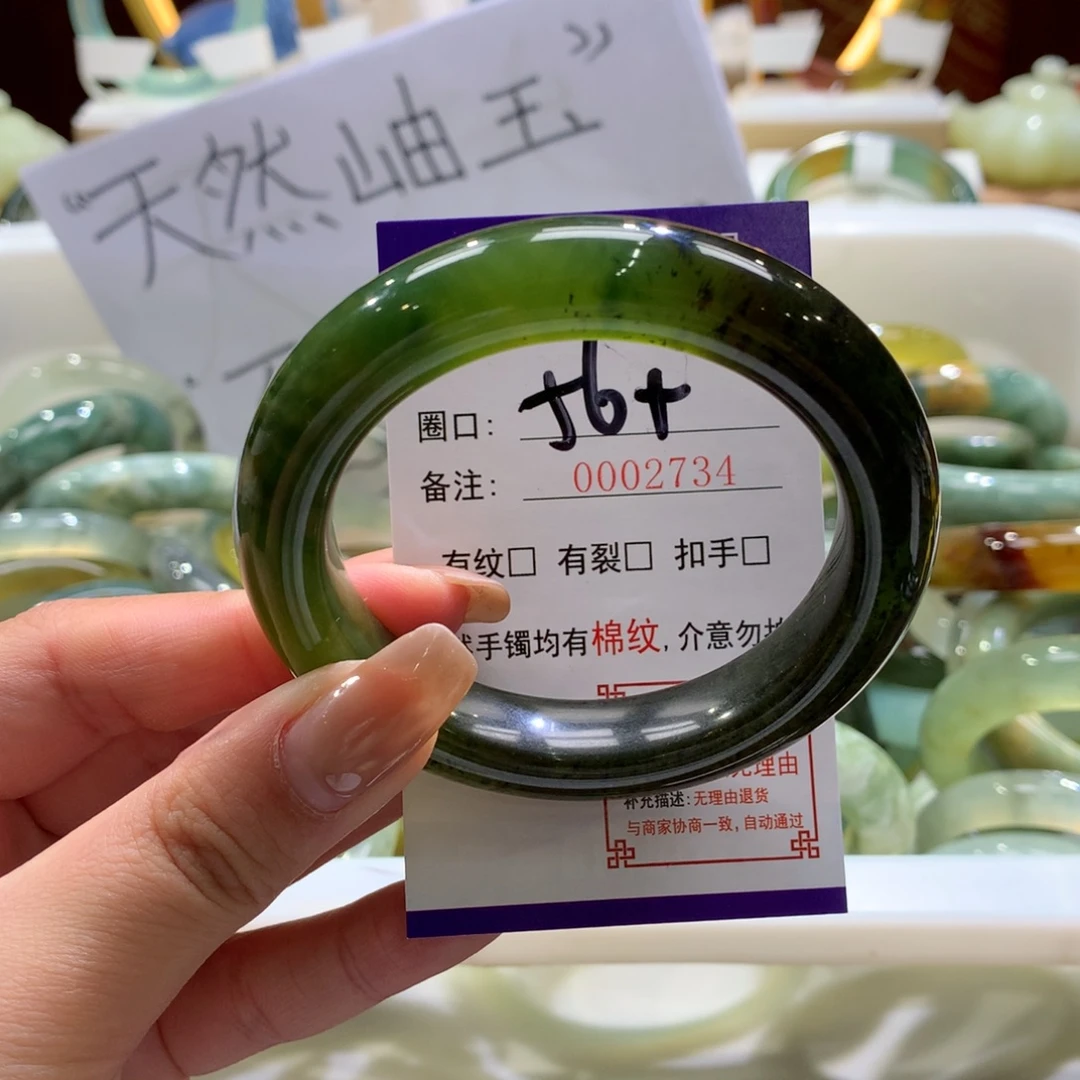 “天然岫玉”
圈口: 56+
备注: 0002734
有纹□ 有裂□ 扣手□
手镯均有棉纹, 介意勿
理由
补充描述: 无理由退货
与商家协商一致, 自动通过